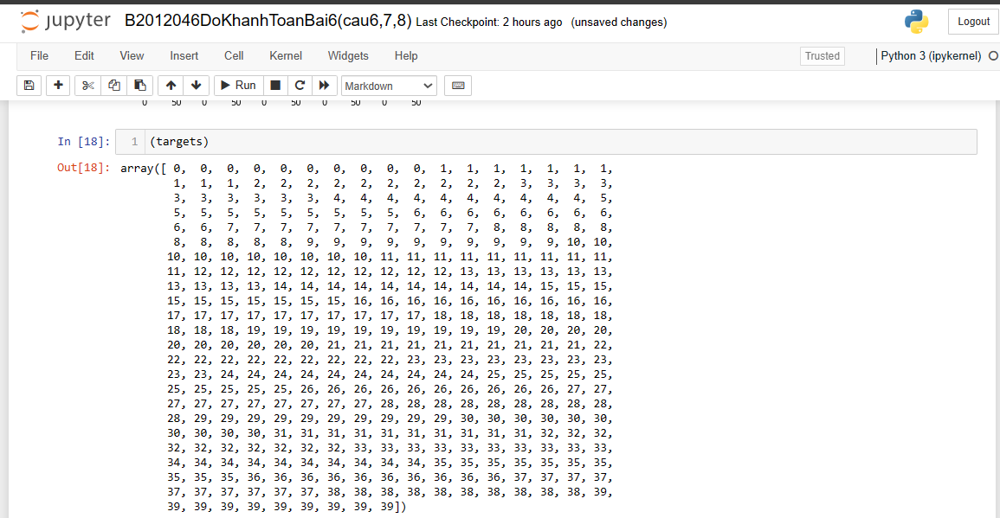 jupyter B2012046DoKhanhToanBai6(cau6,7,8) Last Checkpoint: 2 hours ago (unsaved changes) Logout
File Edit View Insert Cell Kernel Widgets Help Trusted Python 3 (ipykernel)
Run Markdown
0 50 0 50 0 50 0 50 0 50
In [18]: 1 (targets)
Out[18]: array([ 0, 0, 0, 0, 0, 0, 0, 0, 0, 0, 1, 1, 1, 1, 1, 1, 1,
1, 1, 1, 2, 2, 2, 2, 2, 2, 2, 2, 2, 2, 3, 3, 3, 3,
3, 3, 3, 3, 3, 3, 4, 4, 4, 4, 4, 4, 4, 4, 4, 4, 5,
5, 5, 5, 5, 5, 5, 5, 5, 5, 6, 6, 6, 6, 6, 6, 6, 6,
6, 6, 7, 7, 7, 7, 7, 7, 7, 7, 7, 7, 8, 8, 8, 8, 8,
8, 8, 8, 8, 8, 9, 9, 9, 9, 9, 9, 9, 9, 9, 9, 10, 10,
10, 10, 10, 10, 10, 10, 10, 10, 11, 11, 11, 11, 11, 11, 11, 11, 11,
11, 12, 12, 12, 12, 12, 12, 12, 12, 12, 12, 13, 13, 13, 13, 13, 13,
13, 13, 13, 13, 14, 14, 14, 14, 14, 14, 14, 14, 14, 14, 15, 15, 15,
15, 15, 15, 15, 15, 15, 15, 16, 16, 16, 16, 16, 16, 16, 16, 16, 16,
17, 17, 17, 17, 17, 17, 17, 17, 17, 17, 18, 18, 18, 18, 18, 18, 18,
18, 18, 18, 19, 19, 19, 19, 19, 19, 19, 19, 19, 19, 20, 20, 20, 20,
20, 20, 20, 20, 20, 20, 21, 21, 21, 21, 21, 21, 21, 21, 21, 21, 22,
22, 22, 22, 22, 22, 22, 22, 22, 22, 23, 23, 23, 23, 23, 23, 23, 23,
23, 23, 24, 24, 24, 24, 24, 24, 24, 24, 24, 24, 25, 25, 25, 25, 25,
25, 25, 25, 25, 25, 26, 26, 26, 26, 26, 26, 26, 26, 26, 26, 27, 27,
27, 27, 27, 27, 27, 27, 27, 27, 28, 28, 28, 28, 28, 28, 28, 28, 28,
28, 29, 29, 29, 29, 29, 29, 29, 29, 29, 29, 30, 30, 30, 30, 30, 30,
30, 30, 30, 30, 31, 31, 31, 31, 31, 31, 31, 31, 31, 31, 32, 32, 32,
32, 32, 32, 32, 32, 32, 32, 33, 33, 33, 33, 33, 33, 33, 33, 33, 33,
34, 34, 34, 34, 34, 34, 34, 34, 34, 34, 35, 35, 35, 35, 35, 35, 35,
35, 35, 35, 36, 36, 36, 36, 36, 36, 36, 36, 36, 36, 37, 37, 37, 37,
37, 37, 37, 37, 37, 37, 38, 38, 38, 38, 38, 38, 38, 38, 38, 38, 39,
39, 39, 39, 39, 39, 39, 39, 39, 39])